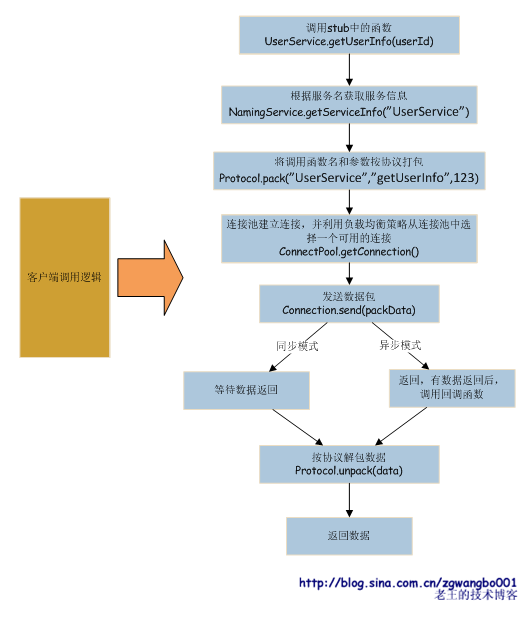 调用stub中的函数
UserService.getUserInfo(userId)
根据服务名获取服务信息
NamingService.getServiceInfo(”UserService”)
将调用函数名和参数按协议打包
Protocol.pack(”UserService”,”getUserInfo”,123)
连接池建立连接，并利用负载均衡策略从连接池中选
择一个可用的连接
ConnectPool.getConnection()
客户端调用逻辑
发送数据包
Connection.send(packData)
同步模式
异步模式
等待数据返回
返回，有数据返回后，
调用回调函数
按协议解包数据
Protocol.unpack(data)
返回数据
http://blog.sina.com.cn/zgwangbo001
老王的技术博客